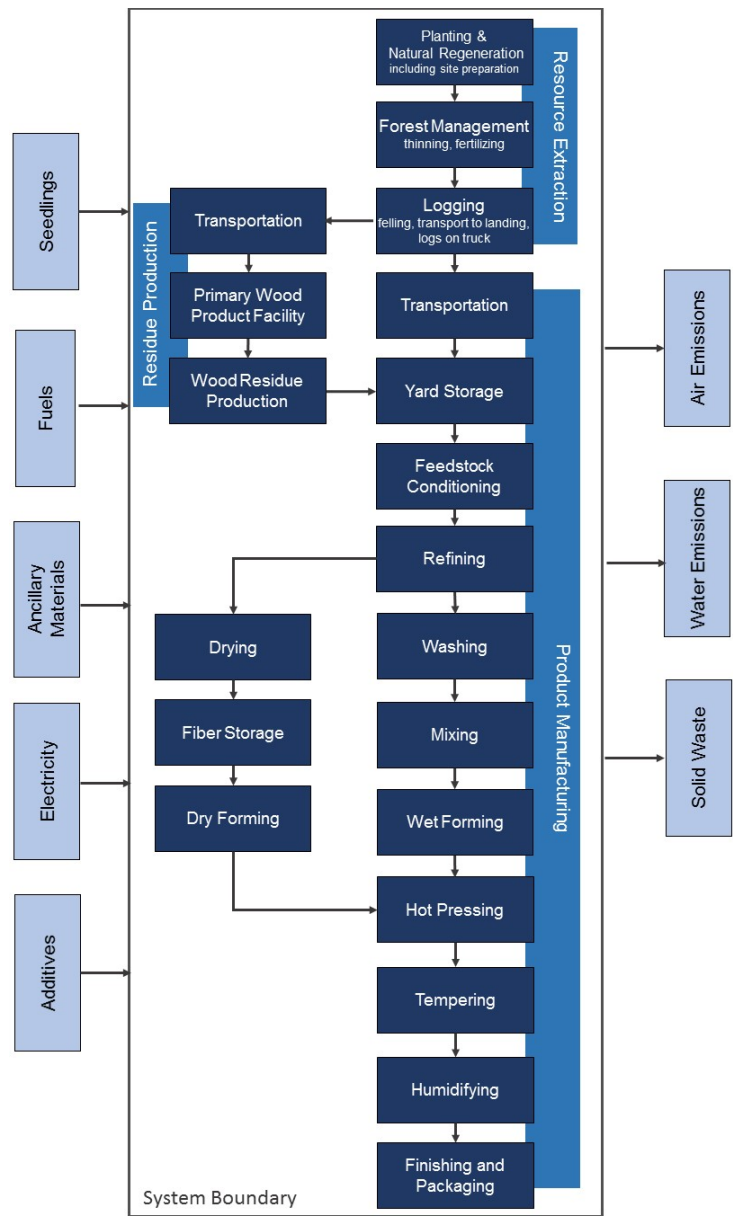 Planting &
Natural Regeneration
including site preparation
Forest Management
thinning, fertilizing
Logging
felling, transport to landing,
logs on truck
Resource Extraction
Transportation
Primary Wood
Product Facility
Wood Residue
Production
Residue Production
Transportation
Yard Storage
Feedstock
Conditioning
Refining
Drying
Fiber Storage
Dry Forming
Washing
Mixing
Wet Forming
Hot Pressing
Tempering
Humidifying
Finishing and
Packaging
Product Manufacturing
Seedlings
Fuels
Ancillary
Materials
Electricity
Additives
Air Emissions
Water Emissions
Solid Waste
System Boundary